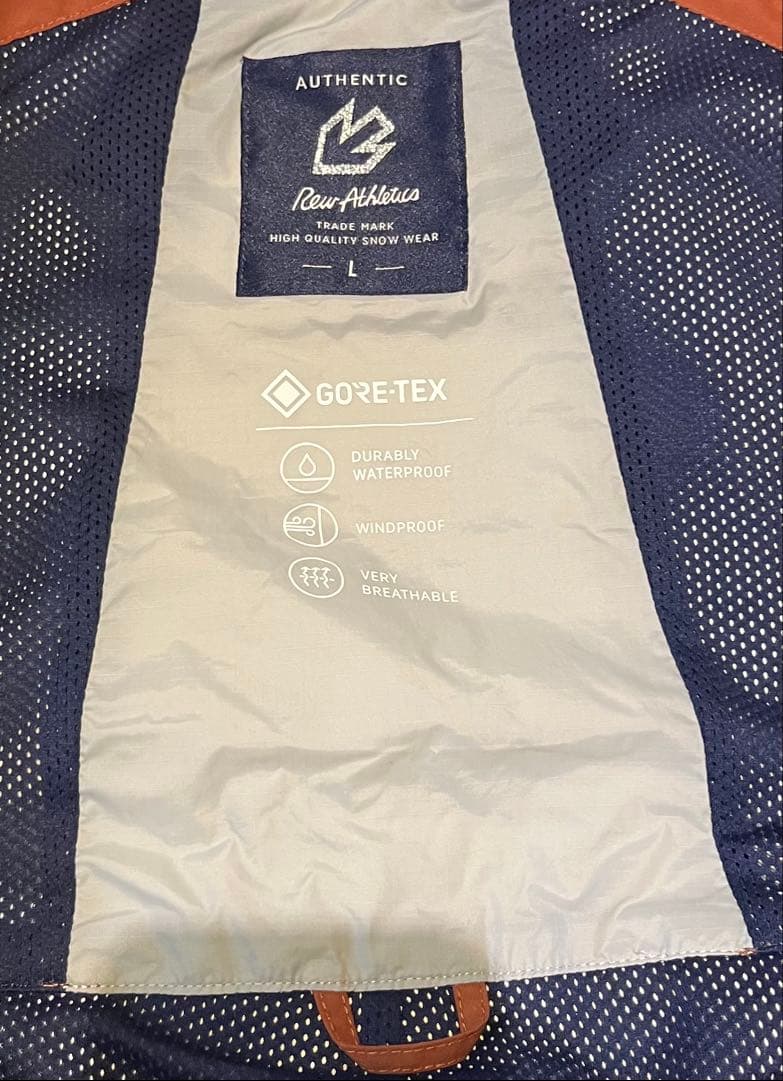 AUTHENTIC
Rew-Athletics
TRADE MARK
HIGH QUALITY SNOW WEAR
L
GORE-TEX
DURABLY
WATERPROOF
WINDPROOF
VERY
BREATHABLE